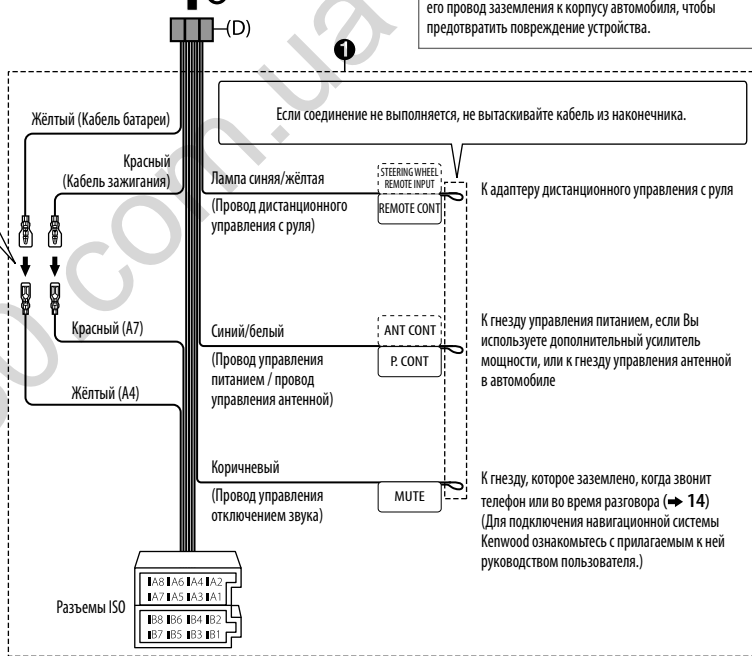 его провод заземления к корпусу автомобиля, чтобы
предотвратить повреждение устройства.
(D)
1
Если соединение не выполняется, не вытаскивайте кабель из наконечника.
Жёлтый (Кабель батареи)
Красный
(Кабель зажигания)
Лампа синяя/жёлтая
(Провод дистанционного
управления с руля)
STEERING WHEEL
REMOTE INPUT
REMOTE CONT
К адаптеру дистанционного управления с руля
Красный (A7)
Жёлтый (A4)
Синий/белый
(Провод управления
питанием / провод
управления антенной)
ANT CONT
P. CONT
К гнезду управления питанием, если Вы
используете дополнительный усилитель
мощности, или к гнезду управления антенной
в автомобиле
Коричневый
(Провод управления
отключением звука)
MUTE
К гнезду, которое заземлено, когда звонит
телефон или во время разговора (➜ 14)
(Для подключения навигационной системы
Kenwood ознакомьтесь с прилагаемым к ней
руководством пользователя.)
Разъемы ISO
A8 A6 A4 A2
A7 A5 A3 A1
B8 B6 B4 B2
B7 B5 B3 B1
o.com.ua